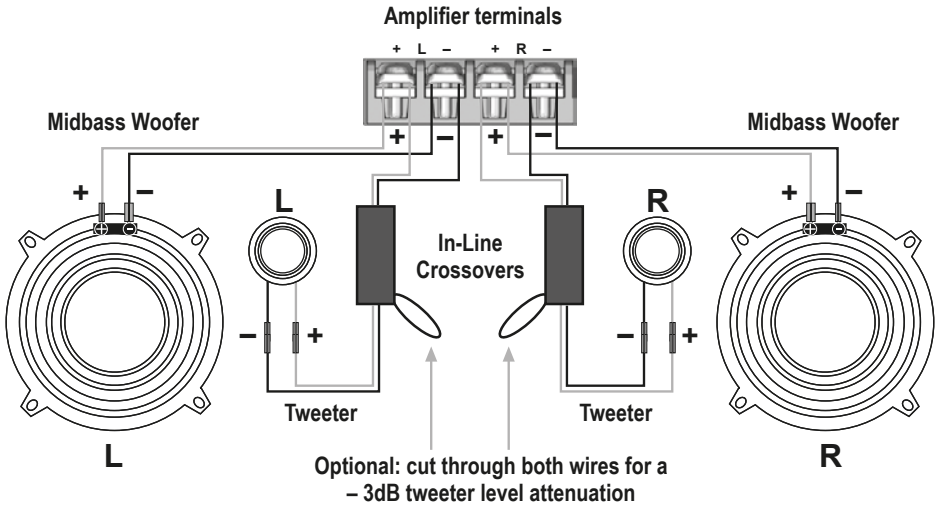 Amplifier terminals
+ L – + R –
Midbass Woofer
Midbass Woofer
+ – + –
+ – + –
L
R
In-Line
Crossovers
– +
– +
Tweeter
Tweeter
L
R
Optional: cut through both wires for a
– 3dB tweeter level attenuation